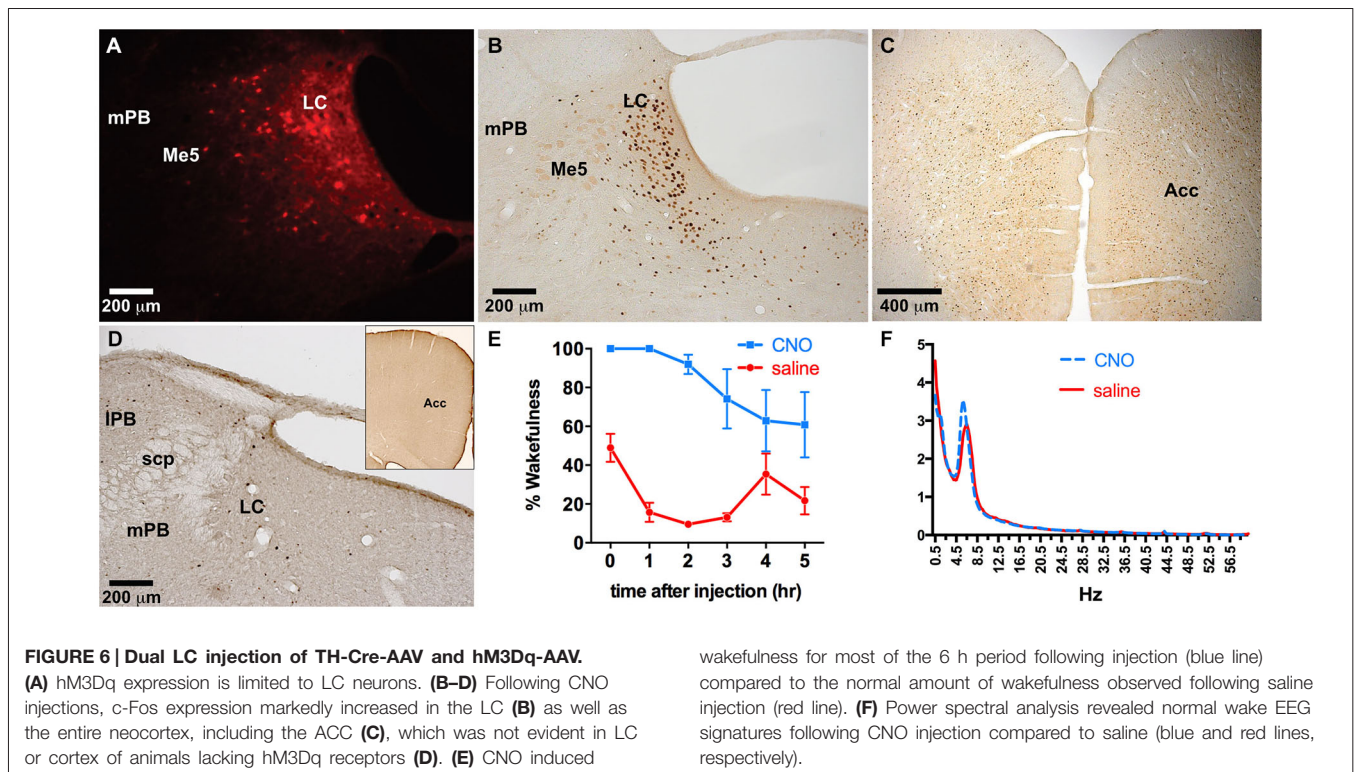 A
LC
mPB
Me5
200 μm
B
LC
mPB
Me5
200 μm
C
Acc
400 μm
D
lPB
scp
LC
mPB
200 μm
Acc
E
CNO
saline
% Wakefulness
100
80
60
40
20
0
0 1 2 3 4 5
time after injection (hr)
F
CNO
saline
5
4
3
2
1
0
0.5 4.5 8.5 12.5 16.5 20.5 24.5 28.5 32.5 36.5 40.5 44.5 48.5 52.5 56.5
Hz
FIGURE 6 | Dual LC injection of TH-Cre-AAV and hM3Dq-AAV.
(A) hM3Dq expression is limited to LC neurons. (B–D) Following CNO
injections, c-Fos expression markedly increased in the LC (B) as well as
the entire neocortex, including the ACC (C), which was not evident in LC
or cortex of animals lacking hM3Dq receptors (D). (E) CNO induced
wakefulness for most of the 6 h period following injection (blue line)
compared to the normal amount of wakefulness observed following saline
injection (red line). (F) Power spectral analysis revealed normal wake EEG
signatures following CNO injection compared to saline (blue and red lines,
respectively).